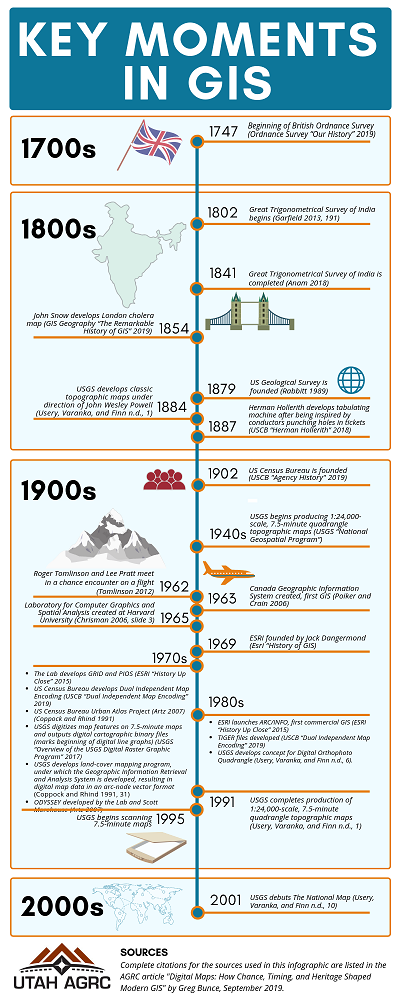 KEY MOMENTS
IN GIS
1700s
1747
Beginning of British Ordnance Survey
(Ordnance Survey "Our History" 2019)
1800s
1802
Great Trigonometrical Survey of India
begins (Garfield 2013, 191)
1841
Great Trigonometrical Survey of India is
completed (Anam 2018)
John Snow develops London cholera
map (GIS Geography "The Remarkable
History of GIS" 2019)
1854
1879
US Geological Survey is
founded (Rabbitt 1989)
USGS develops classic
topographic maps under
direction of John Wesley Powell
(Usery, Varanka, and Finn n.d., 1)
1884
1887
Herman Hollerith develops tabulating
machine after being inspired by
conductors punching holes in tickets
(USCB "Herman Hollerith" 2018)
1900s
1902
US Census Bureau is founded
(USCB "Agency History" 2019)
1940s
USGS begins producing 1:24,000-
scale, 7.5-minute quadrangle
topographic maps (USGS "National
Geospatial Program")
Roger Tomlinson and Lee Pratt meet
in a chance encounter on a flight
(Tomlinson 2012)
1962
1963
Canada Geographic Information
System created, first GIS (Poiker and
Crain 2006)
Laboratory for Computer Graphics and
Spatial Analysis created at Harvard
University (Chrisman 2006, slide 3)
1965
1969
ESRI founded by Jack Dangermond
(Esri "History of GIS)
1970s
• The Lab develops GRID and PIOS (ESRI "History Up
Close" 2015)
• US Census Bureau develops Dual Independent Map
Encoding (USCB "Dual Independent Map Encoding"
2019)
• US Census Bureau Urban Atlas Project (Artz 2007)
(Coppock and Rhind 1991)
• USGS digitizes map features on 7.5-minute maps
and outputs digital cartographic binary files
(marks beginning of digital line graphs) (USGS
"Overview of the USGS Digital Raster Graphic
Program" 2017)
• USGS develops land-cover mapping program,
under which the Geographic Information Retrieval
and Analysis System is developed, resulting in
digital map data in an arc-node vector format
(Coppock and Rhind 1991, 31)
• ODYSSEY developed by the Lab and Scott
Morehouse (Artz 2007)
1980s
• ESRI launches ARC/INFO, first commercial GIS (ESRI
"History Up Close" 2015)
• TIGER files developed (USCB "Dual Independent Map
Encoding" 2019)
• USGS develops concept for Digital Orthophoto
Quadrangle (Usery, Varanka, and Finn n.d., 6).
1991
USGS completes production of
1:24,000-scale, 7.5-minute
quadrangle topographic maps
(Usery, Varanka, and Finn n.d., 1)
USGS begins scanning
7.5-minute maps
1995
2000s
2001
USGS debuts The National Map (Usery,
Varanka, and Finn n.d., 10)
UTAH AGRC
SOURCES
Complete citations for the sources used in this infographic are listed in the
AGRC article "Digital Maps: How Chance, Timing, and Heritage Shaped
Modern GIS" by Greg Bunce, September 2019.